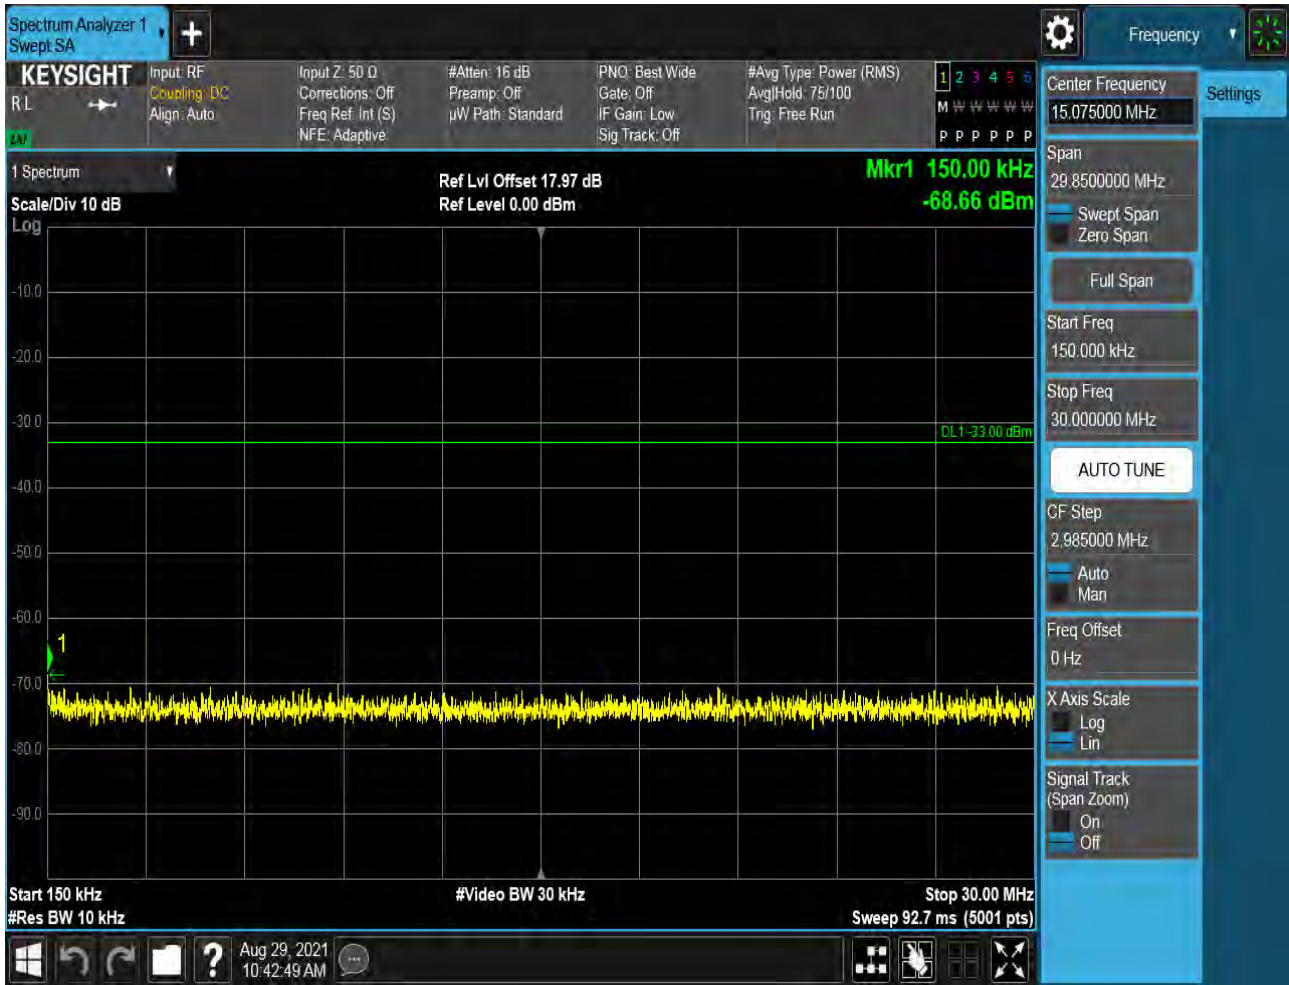 Spectrum Analyzer 1
Swept SA
Frequency
KEYSIGHT
R L
LXI
Input: RF
Coupling: DC
Align: Auto
Input Z: 50 Ω
Corrections: Off
Freq Ref: Int (S)
NFE: Adaptive
#Atten: 16 dB
Preamp: Off
µW Path: Standard
PNO: Best Wide
Gate: Off
IF Gain: Low
Sig Track: Off
#Avg Type: Power (RMS)
Avg|Hold: 75/100
Trig: Free Run
1 2 3 4 5 6
M W W W W W
P P P P P P
1 Spectrum
Scale/Div 10 dB
Log
Ref Lvl Offset 17.97 dB
Ref Level 0.00 dBm
Mkr1 150.00 kHz
-68.66 dBm
-10.0
-20.0
-30.0
DL1 -33.00 dBm
-40.0
-50.0
-60.0
1
-70.0
-80.0
-90.0
Start 150 kHz
#Video BW 30 kHz
Stop 30.00 MHz
#Res BW 10 kHz
Sweep 92.7 ms (5001 pts)
?
Aug 29, 2021
10:42:49 AM
Settings
Center Frequency
15.075000 MHz
Span
29.8500000 MHz
Swept Span
Zero Span
Full Span
Start Freq
150.000 kHz
Stop Freq
30.000000 MHz
AUTO TUNE
CF Step
2.985000 MHz
Auto
Man
Freq Offset
0 Hz
X Axis Scale
Log
Lin
Signal Track
(Span Zoom)
On
Off